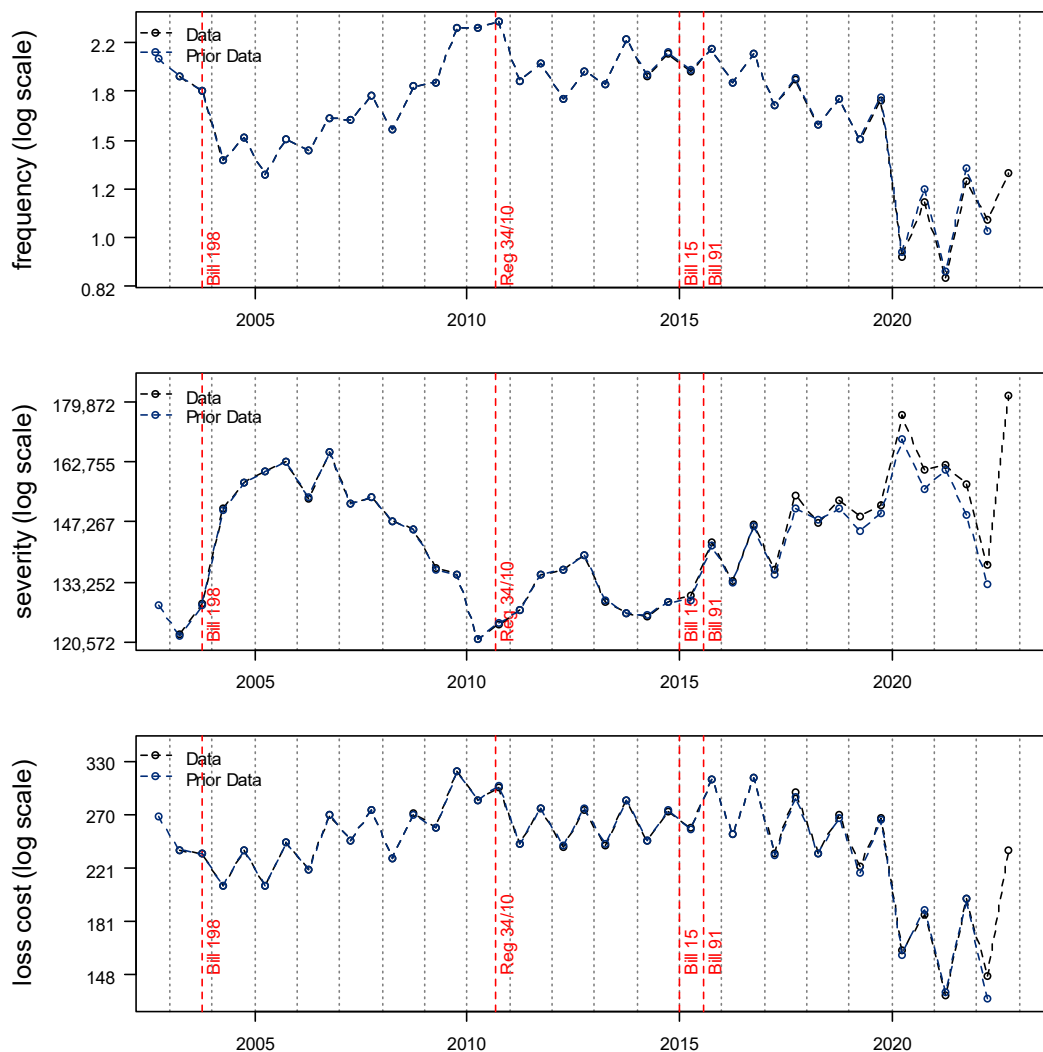 frequency (log scale)
2.2
1.8
1.5
1.2
1.0
0.82
Data
Prior Data
Bill 198
Reg 34/10
Bill 15
Bill 91
2005
2010
2015
2020
severity (log scale)
179,872
162,755
147,267
133,252
120,572
Data
Prior Data
Bill 198
Reg 34/10
Bill 15
Bill 91
2005
2010
2015
2020
loss cost (log scale)
330
270
221
181
148
Data
Prior Data
Bill 198
Reg 34/10
Bill 15
Bill 91
2005
2010
2015
2020